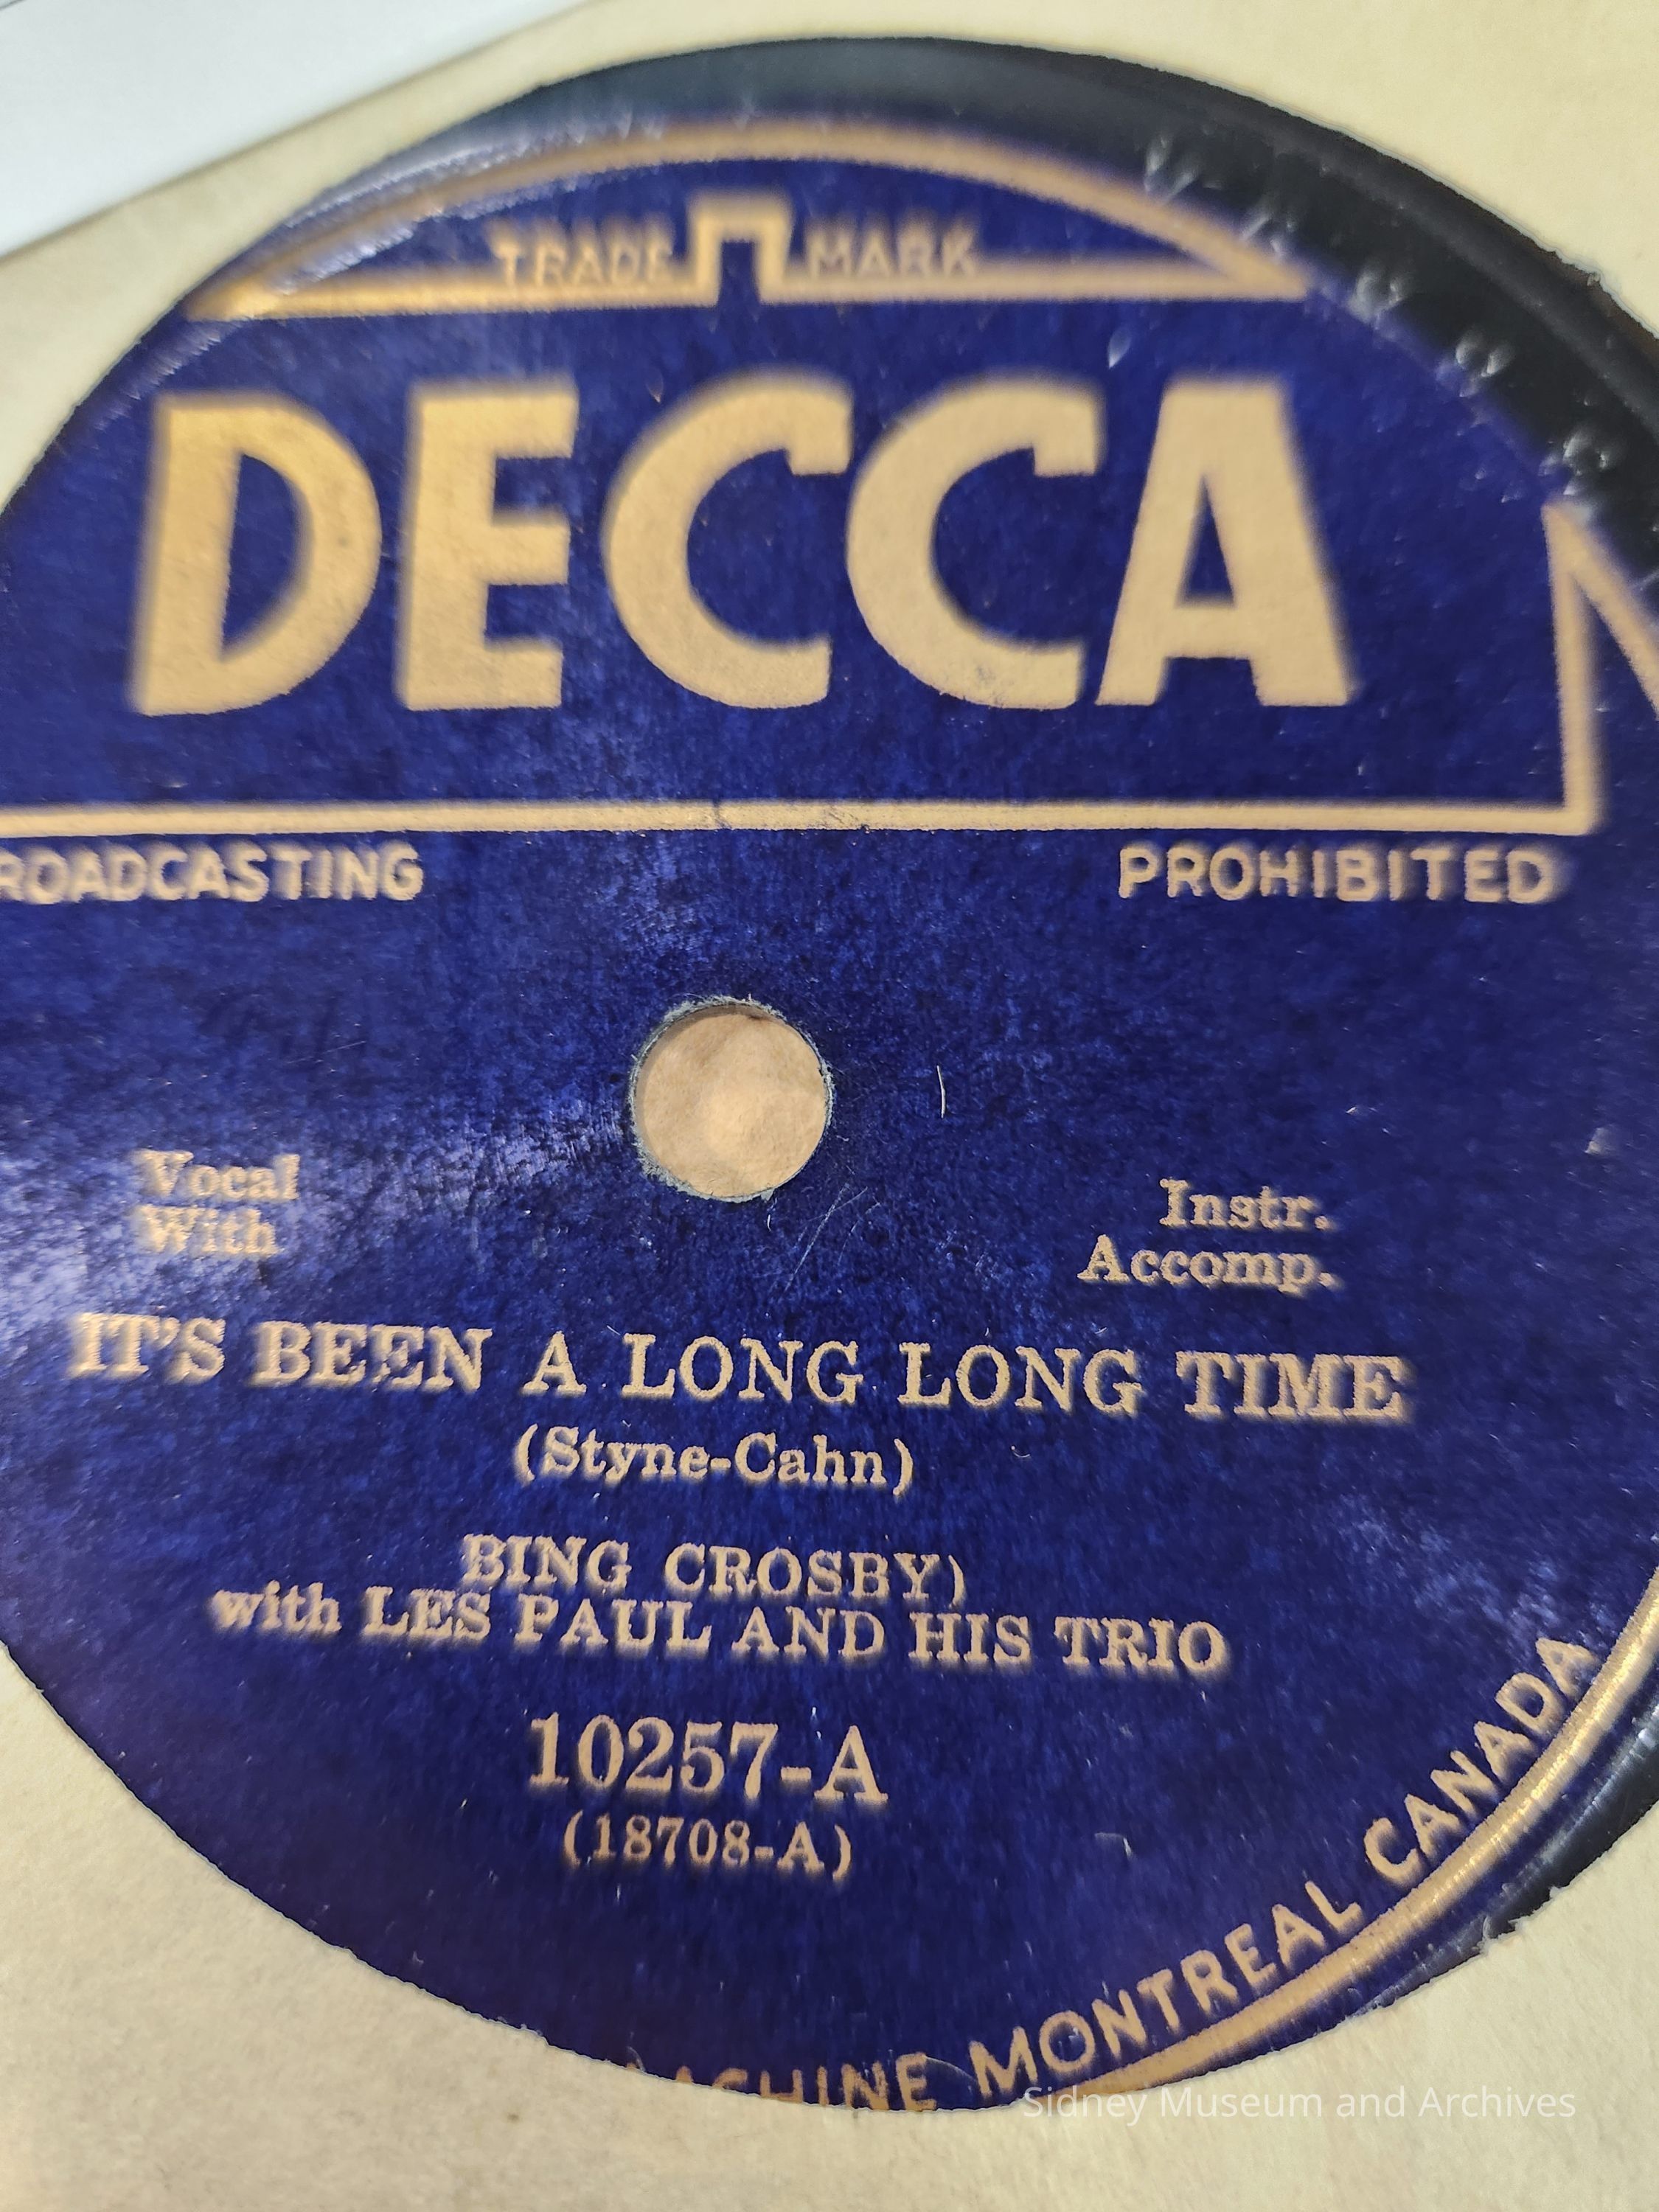 TRADE MARK
DECCA
ROADCASTING PROHIBITED
Vocal With
Instr. Accomp.
IT'S BEEN A LONG LONG TIME
(Styne-Cahn)
BING CROSBY)
with LES PAUL AND HIS TRIO
10257-A
(18708-A)
ACHINE MONTREAL CANADA
Sidney Museum and Archives